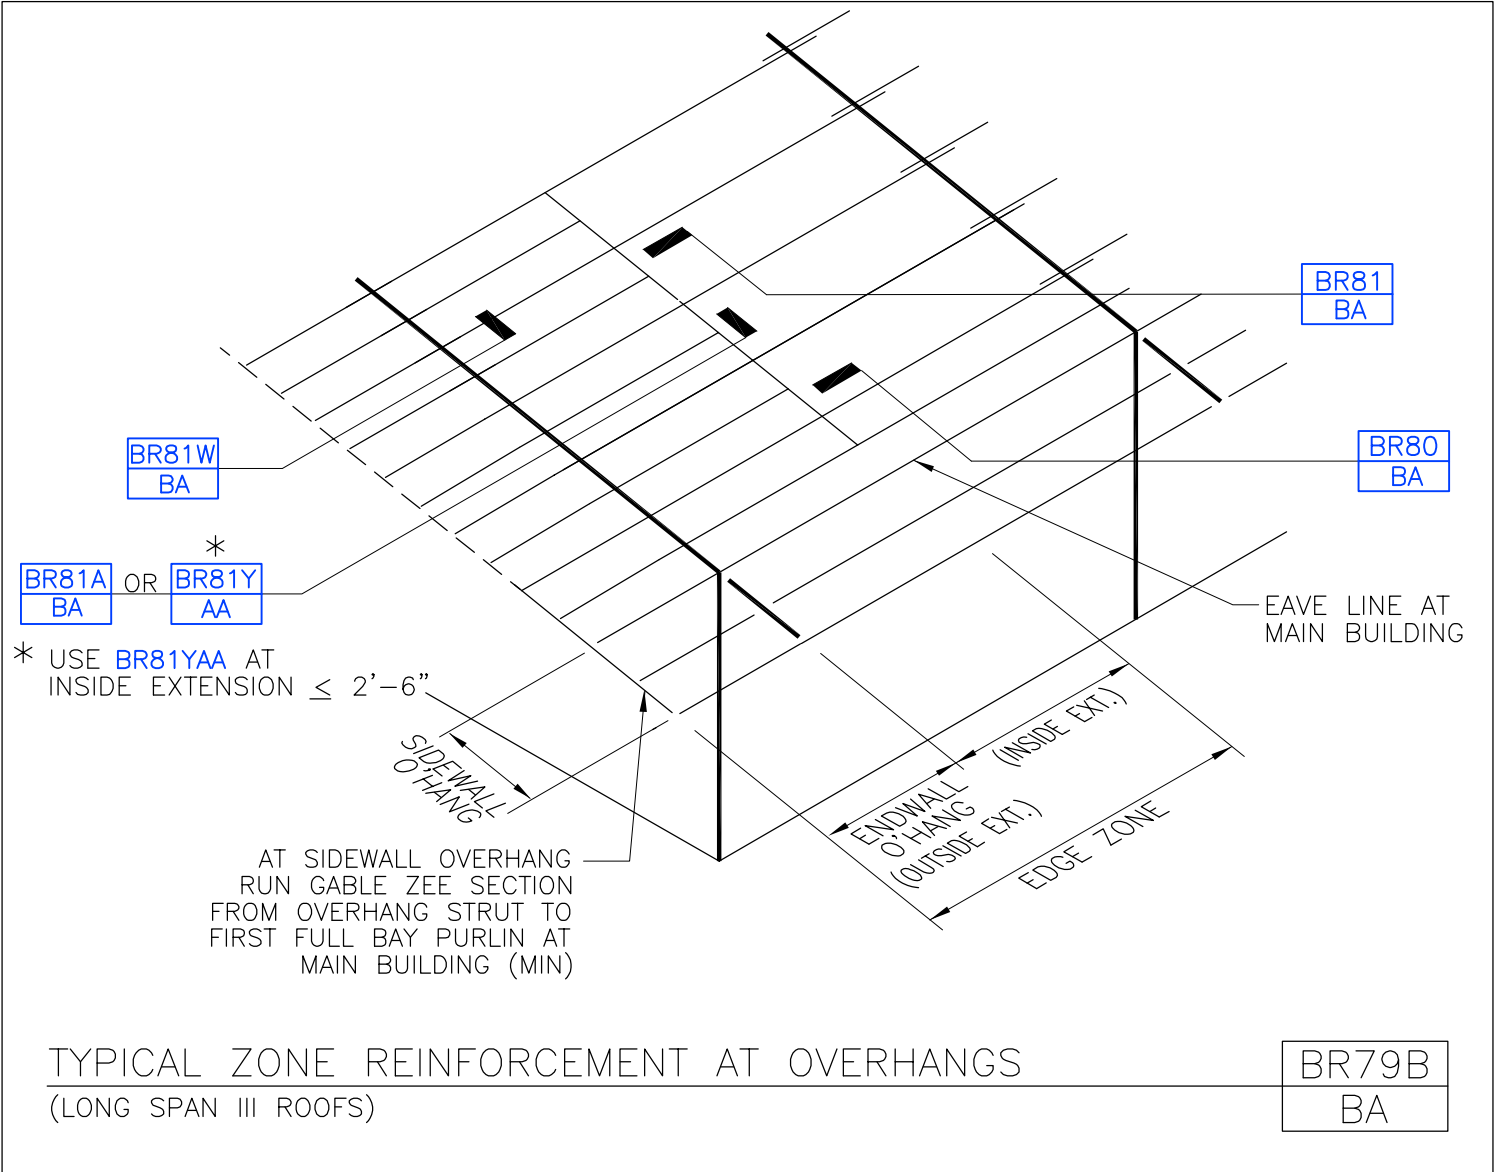 BR81
BA
BR81W
BA
BR80
BA
*
BR81A OR BR81Y
BA AA
* USE BR81YAA AT
INSIDE EXTENSION ≤ 2'-6"
EAVE LINE AT
MAIN BUILDING
SIDEWALL
O'HANG
(INSIDE EXT.)
ENDWALL
O'HANG
(OUTSIDE EXT.)
EDGE ZONE
AT SIDEWALL OVERHANG
RUN GABLE ZEE SECTION
FROM OVERHANG STRUT TO
FIRST FULL BAY PURLIN AT
MAIN BUILDING (MIN)
TYPICAL ZONE REINFORCEMENT AT OVERHANGS
(LONG SPAN III ROOFS)
BR79B
BA